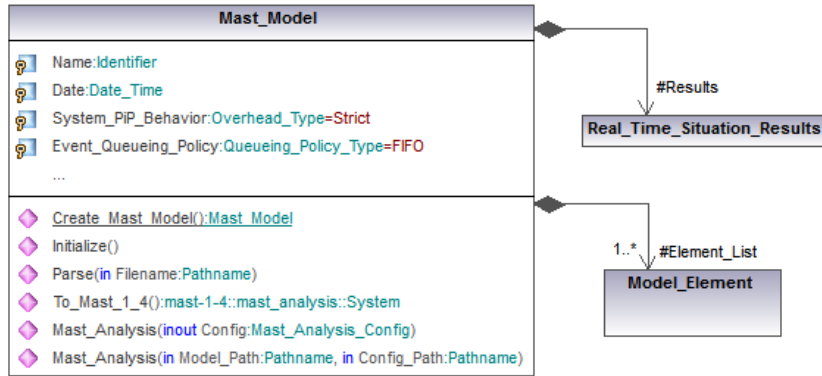 Mast_Model
Name:Identifier
Date:Date_Time
System_PiP_Behavior:Overhead_Type=Strict
Event_Queueing_Policy:Queueing_Policy_Type=FIFO
...
Create_Mast_Model():Mast_Model
Initialize()
Parse(in Filename:Pathname)
To_Mast_1_4():mast-1-4::mast_analysis::System
Mast_Analysis(inout Config:Mast_Analysis_Config)
Mast_Analysis(in Model_Path:Pathname, in Config_Path:Pathname)
#Results
Real_Time_Situation_Results
1..* #Element_List
Model_Element